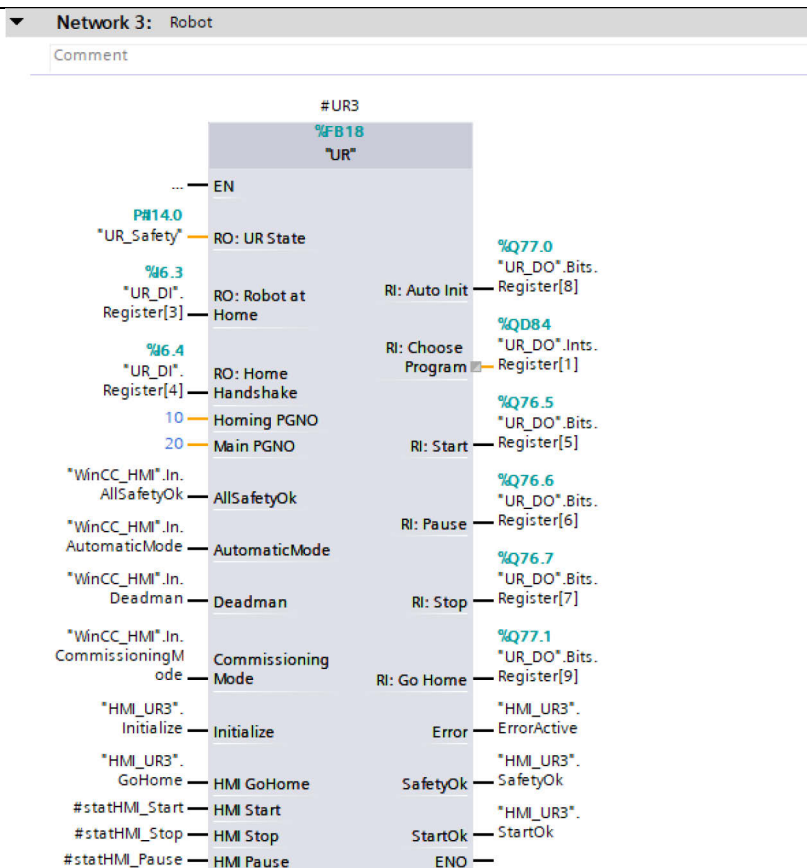 Network 3: Robot
Comment
#UR3
%FB18
"UR"
... EN
P#I14.0
"UR_Safety" RO: UR State
%Q77.0
"UR_DO".Bits.
RI: Auto Init Register[8]
%I6.3
"UR_DI".
Register[3] RO: Robot at
Home
%QD84
"UR_DO".Ints.
RI: Choose
Program Register[1]
%I6.4
"UR_DI".
Register[4] RO: Home
Handshake
10 Homing PGNO
20 Main PGNO
%Q76.5
"UR_DO".Bits.
RI: Start Register[5]
"WinCC_HMI".In.
AllSafetyOk AllSafetyOk
%Q76.6
"UR_DO".Bits.
RI: Pause Register[6]
"WinCC_HMI".In.
AutomaticMode AutomaticMode
%Q76.7
"UR_DO".Bits.
RI: Stop Register[7]
"WinCC_HMI".In.
Deadman Deadman
%Q77.1
"UR_DO".Bits.
RI: Go Home Register[9]
"WinCC_HMI".In.
CommissioningM
ode Commissioning
Mode
"HMI_UR3".
Initialize Initialize
"HMI_UR3".
Error ErrorActive
"HMI_UR3".
GoHome HMI GoHome
"HMI_UR3".
SafetyOk SafetyOk
#statHMI_Start HMI Start
"HMI_UR3".
#statHMI_Stop HMI Stop
StartOk StartOk
#statHMI_Pause HMI Pause
ENO